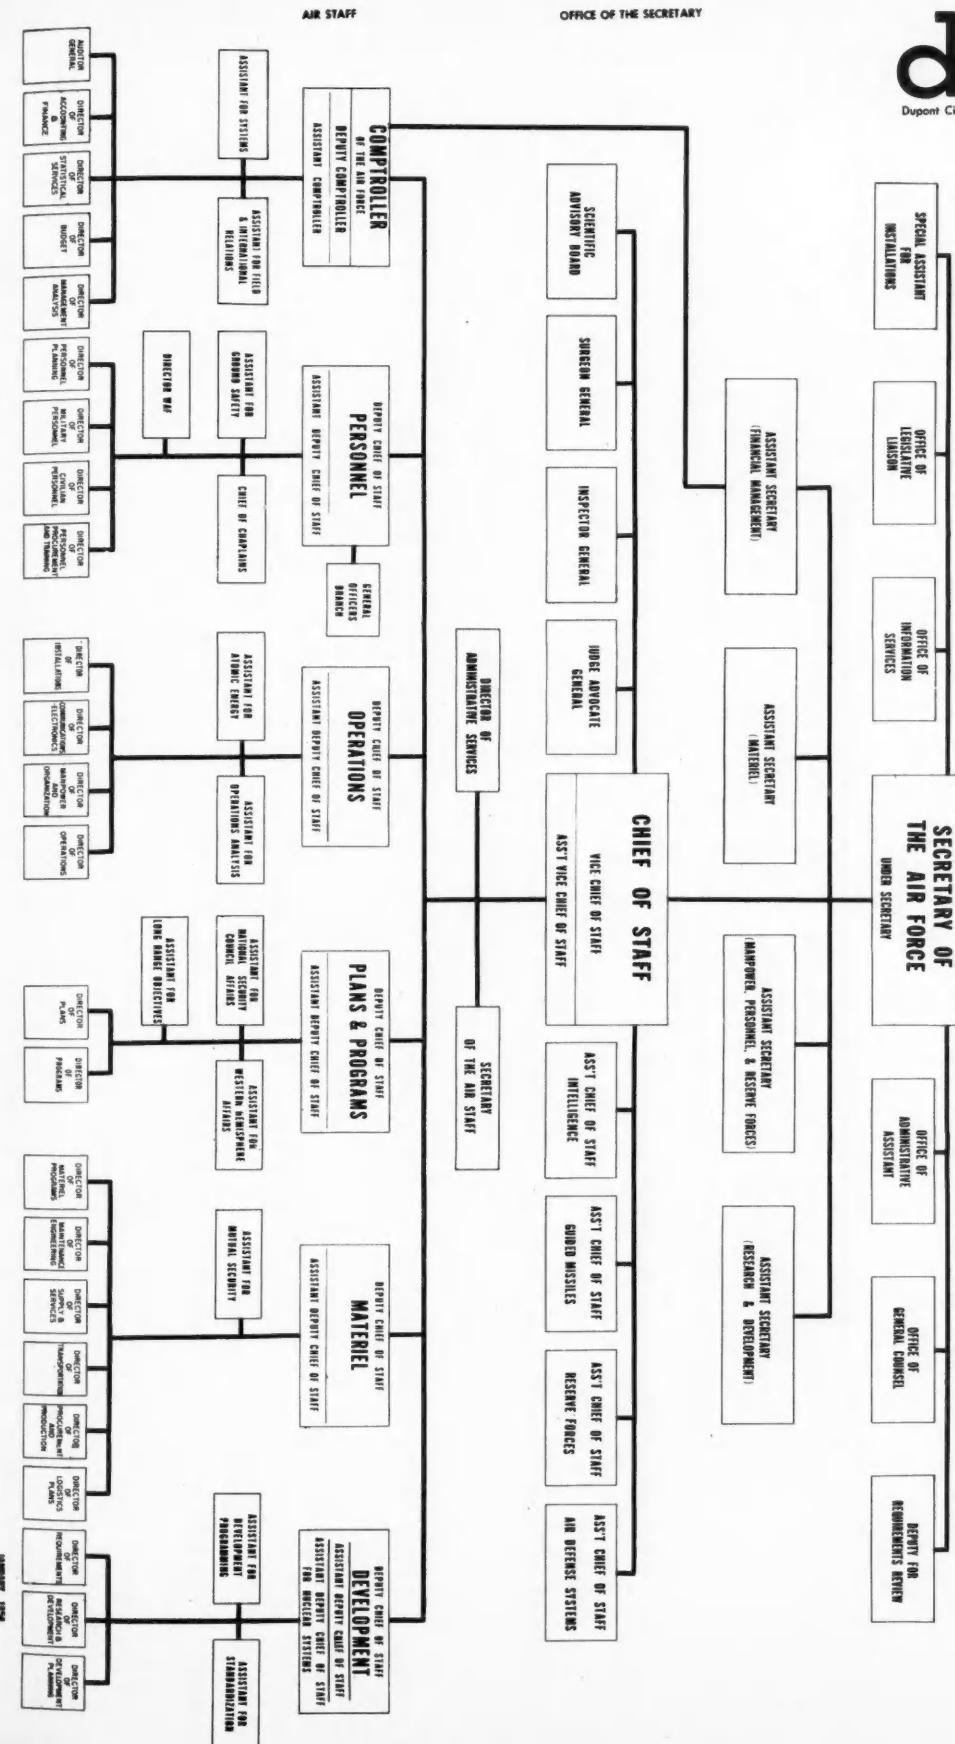 AIR STAFF
OFFICE OF THE SECRETARY
Dupont Ci
SECRETARY OF
THE AIR FORCE
UNDER SECRETARY
SPECIAL ASSISTANT
FOR
INSTALLATIONS
OFFICE OF
LEGISLATIVE
LIAISON
OFFICE OF
INFORMATION
SERVICES
OFFICE OF
ADMINISTRATIVE
ASSISTANT
OFFICE OF
GENERAL COUNSEL
DEPUTY FOR
REQUIREMENTS REVIEW
ASSISTANT SECRETARY
(FINANCIAL MANAGEMENT)
ASSISTANT SECRETARY
(MATERIEL)
ASSISTANT SECRETARY
(MANPOWER, PERSONNEL, & RESERVE FORCES)
ASSISTANT SECRETARY
(RESEARCH & DEVELOPMENT)
CHIEF OF STAFF
VICE CHIEF OF STAFF
ASS'T VICE CHIEF OF STAFF
SCIENTIFIC
ADVISORY BOARD
SURGEON GENERAL
INSPECTOR GENERAL
JUDGE ADVOCATE
GENERAL
ASS'T CHIEF OF STAFF
INTELLIGENCE
ASS'T CHIEF OF STAFF
GUIDED MISSILES
ASS'T CHIEF OF STAFF
RESERVE FORCES
ASS'T CHIEF OF STAFF
AIR DEFENSE SYSTEMS
DIRECTOR OF
ADMINISTRATIVE SERVICES
SECRETARY
OF THE AIR STAFF
COMPTROLLER
OF THE AIR FORCE
DEPUTY COMPTROLLER
ASSISTANT COMPTROLLER
DEPUTY CHIEF OF STAFF
PERSONNEL
ASSISTANT DEPUTY CHIEF OF STAFF
GENERAL
OFFICERS
BRANCH
DEPUTY CHIEF OF STAFF
OPERATIONS
ASSISTANT DEPUTY CHIEF OF STAFF
DEPUTY CHIEF OF STAFF
PLANS & PROGRAMS
ASSISTANT DEPUTY CHIEF OF STAFF
DEPUTY CHIEF OF STAFF
MATERIEL
ASSISTANT DEPUTY CHIEF OF STAFF
DEPUTY CHIEF OF STAFF
DEVELOPMENT
ASSISTANT DEPUTY CHIEF OF STAFF
ASSISTANT DEPUTY CHIEF OF STAFF
FOR NUCLEAR SYSTEMS
ASSISTANT FOR SYSTEMS
ASSISTANT FOR FIELD
& INTERNATIONAL
RELATIONS
ASSISTANT FOR
GROUND SAFETY
CHIEF OF CHAPLAINS
DIRECTOR WAF
ASSISTANT FOR
ATOMIC ENERGY
ASSISTANT FOR
OPERATIONS ANALYSIS
ASSISTANT FOR
NATIONAL SECURITY
COUNCIL AFFAIRS
ASSISTANT FOR
WESTERN HEMISPHERE
AFFAIRS
ASSISTANT FOR
LONG RANGE OBJECTIVES
ASSISTANT FOR
MUTUAL SECURITY
ASSISTANT FOR
DEVELOPMENT
PROGRAMMING
ASSISTANT FOR
STANDARDIZATION
AUDITOR
GENERAL
DIRECTOR
OF
ACCOUNTING
&
FINANCE
DIRECTOR
OF
STATISTICAL
SERVICES
DIRECTOR
OF
BUDGET
DIRECTOR
OF
MANAGEMENT
ANALYSIS
DIRECTOR
OF
PERSONNEL
PLANNING
DIRECTOR
OF
MILITARY
PERSONNEL
DIRECTOR
OF
CIVILIAN
PERSONNEL
DIRECTOR
OF
PERSONNEL
PROCUREMENT
AND TRAINING
DIRECTOR
OF
INSTALLATIONS
DIRECTOR
OF
COMMUNICATIONS
-ELECTRONICS
DIRECTOR
OF
MANPOWER
AND
ORGANIZATION
DIRECTOR
OF
OPERATIONS
DIRECTOR
OF
PLANS
DIRECTOR
OF
PROGRAMS
DIRECTOR
OF
MATERIEL
PROGRAMS
DIRECTOR
OF
MAINTENANCE
ENGINEERING
DIRECTOR
OF
SUPPLY &
SERVICES
DIRECTOR
OF
TRANSPORTATION
DIRECTOR
OF
PROCUREMENT
AND
PRODUCTION
DIRECTOR
OF
LOGISTICS
PLANS
DIRECTOR
OF
REQUIREMENTS
DIRECTOR
OF
RESEARCH &
DEVELOPMENT
DIRECTOR
OF
DEVELOPMENT
PLANNING